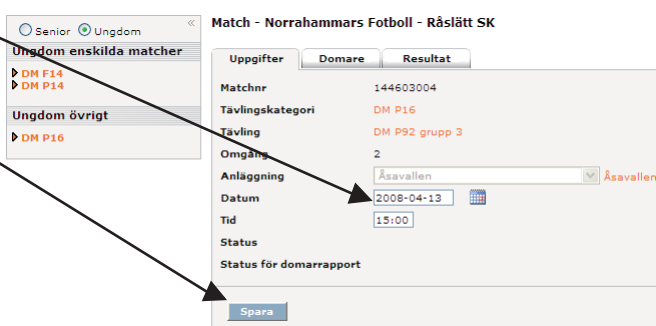 Senior Ungdom «
Ungdom enskilda matcher
DM F14
DM P14
Ungdom övrigt
DM P16
Match - Norrahammars Fotboll - Råslätt SK
Uppgifter Domare Resultat
Matchnr 144603004
Tävlingskategori DM P16
Tävling DM P92 grupp 3
Omgång 2
Anläggning Åsavallen Åsavallen
Datum 2008-04-13
Tid 15:00
Status
Status för domarrapport
Spara